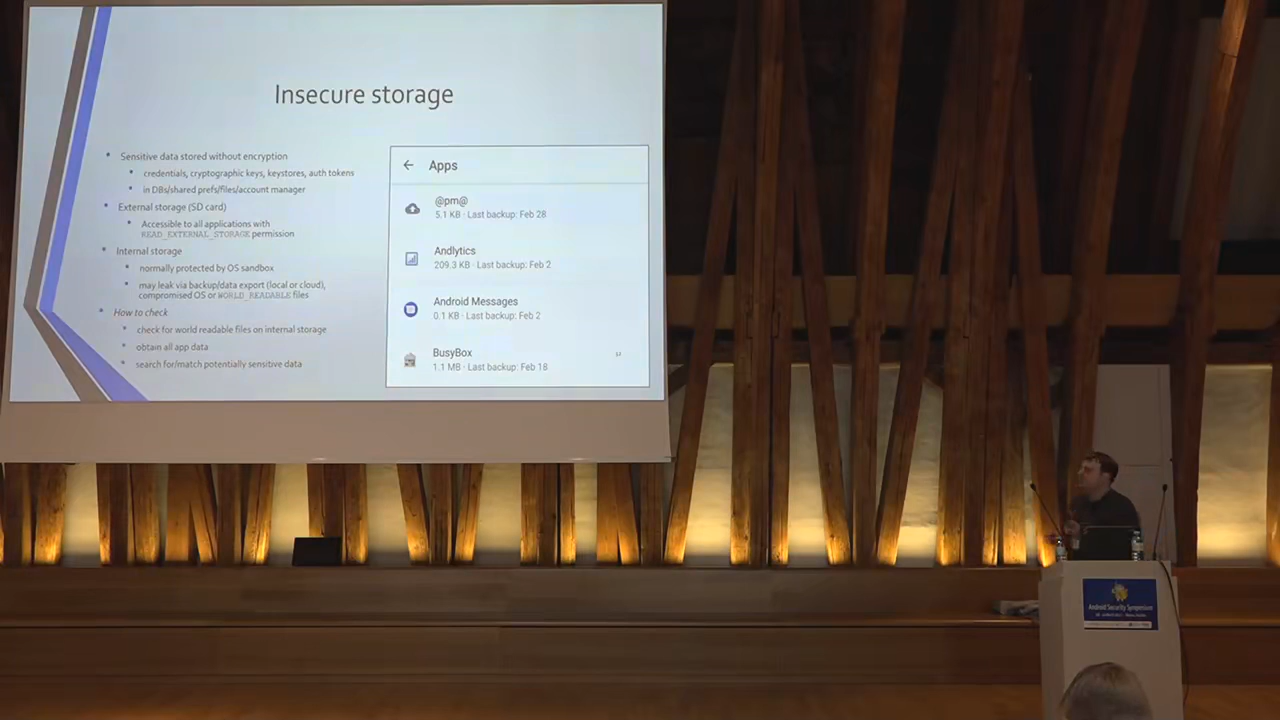 Insecure storage
Sensitive data stored without encryption
credentials, cryptographic keys, keystores, auth tokens
in DBs/shared prefs/files/account manager
External storage (SD card)
Accessible to all applications with
READ_EXTERNAL_STORAGE permission
Internal storage
normally protected by OS sandbox
may leak via backup/data export (local or cloud),
compromised OS or WORLD_READABLE files
How to check
check for world readable files on internal storage
obtain all app data
search for/match potentially sensitive data
Apps
@pm@
5.1 KB · Last backup: Feb 28
Andlytics
209.3 KB · Last backup: Feb 2
Android Messages
0.1 KB · Last backup: Feb 2
BusyBox
1.1 MB · Last backup: Feb 18
Android Security Symposium